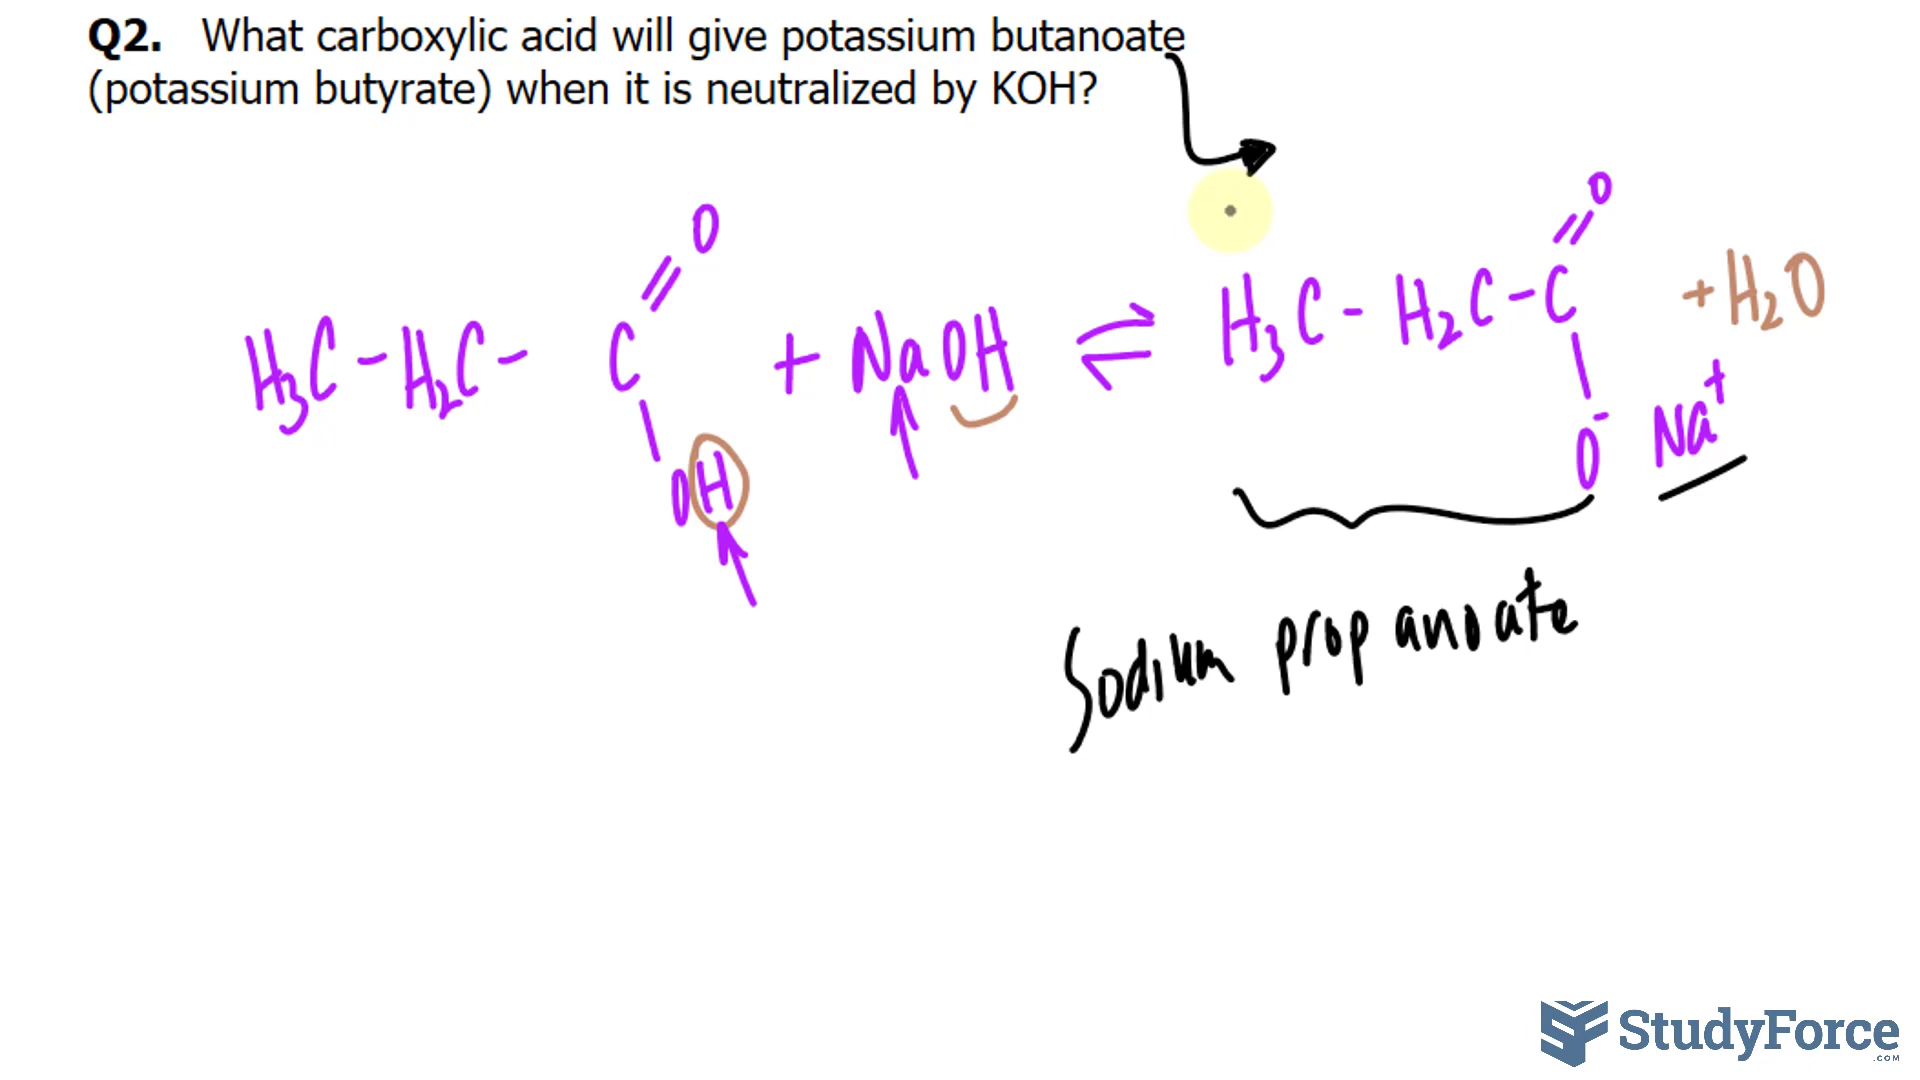 Q2. What carboxylic acid will give potassium butanoate
(potassium butyrate) when it is neutralized by KOH?
O
H₃C - H₂C - C
OH
+ NaOH ⇌
O
H₃C - H₂C - C
O⁻ Na⁺
+ H₂O
Sodium propanoate
StudyForce
.COM